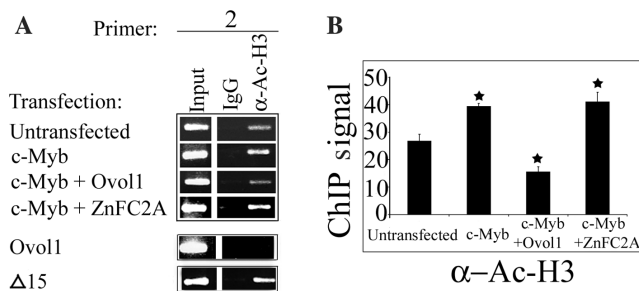 A
Primer: 2
Transfection: Input IgG α-Ac-H3
Untransfected
c-Myb
c-Myb + Ovol1
c-Myb + ZnFC2A
Ovol1
Δ15
B
ChIP signal
50
40
30
20
10
0
Untransfected c-Myb c-Myb +Ovol1 c-Myb +ZnFC2A
α–Ac-H3